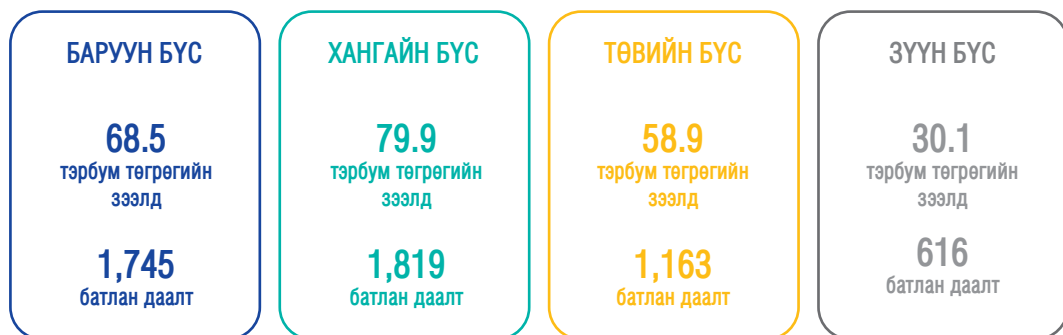 БАРУУН БҮС
68.5
тэрбум төгрөгийн
зээлд
1,745
батлан даалт
ХАНГАЙН БҮС
79.9
тэрбум төгрөгийн
зээлд
1,819
батлан даалт
ТӨВИЙН БҮС
58.9
тэрбум төгрөгийн
зээлд
1,163
батлан даалт
ЗҮҮН БҮС
30.1
тэрбум төгрөгийн
зээлд
616
батлан даалт